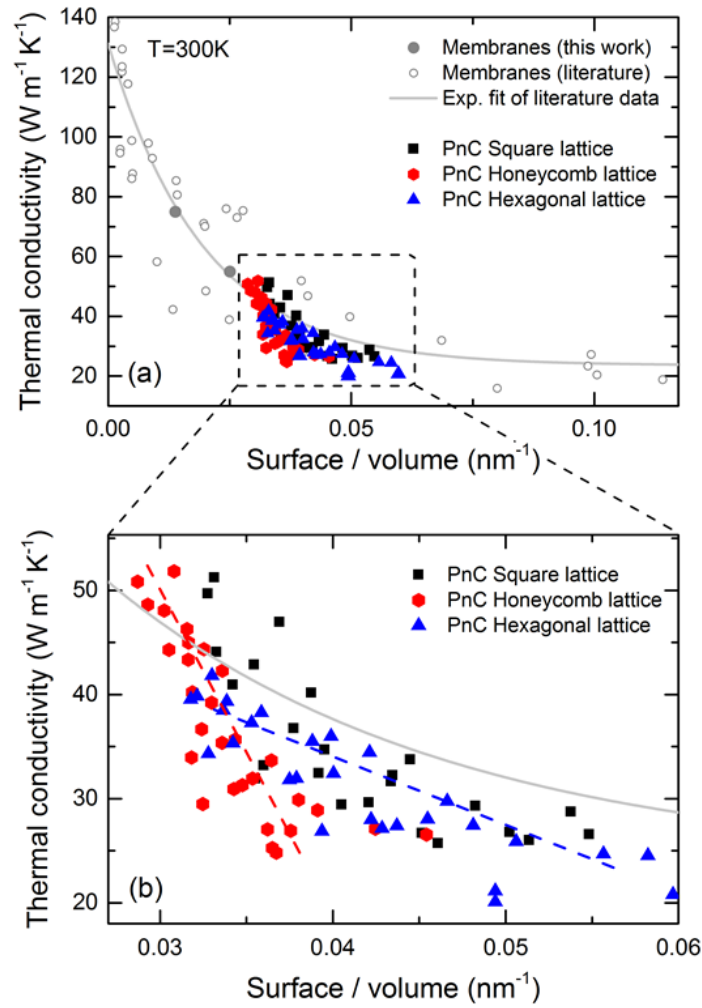 140
120
100
80
60
40
20
Thermal conductivity (W m⁻¹ K⁻¹)
T=300K
Membranes (this work)
Membranes (literature)
Exp. fit of literature data
PnC Square lattice
PnC Honeycomb lattice
PnC Hexagonal lattice
(a)
0.00 0.05 0.10
Surface / volume (nm⁻¹)
50
40
30
20
Thermal conductivity (W m⁻¹ K⁻¹)
PnC Square lattice
PnC Honeycomb lattice
PnC Hexagonal lattice
(b)
0.03 0.04 0.05 0.06
Surface / volume (nm⁻¹)